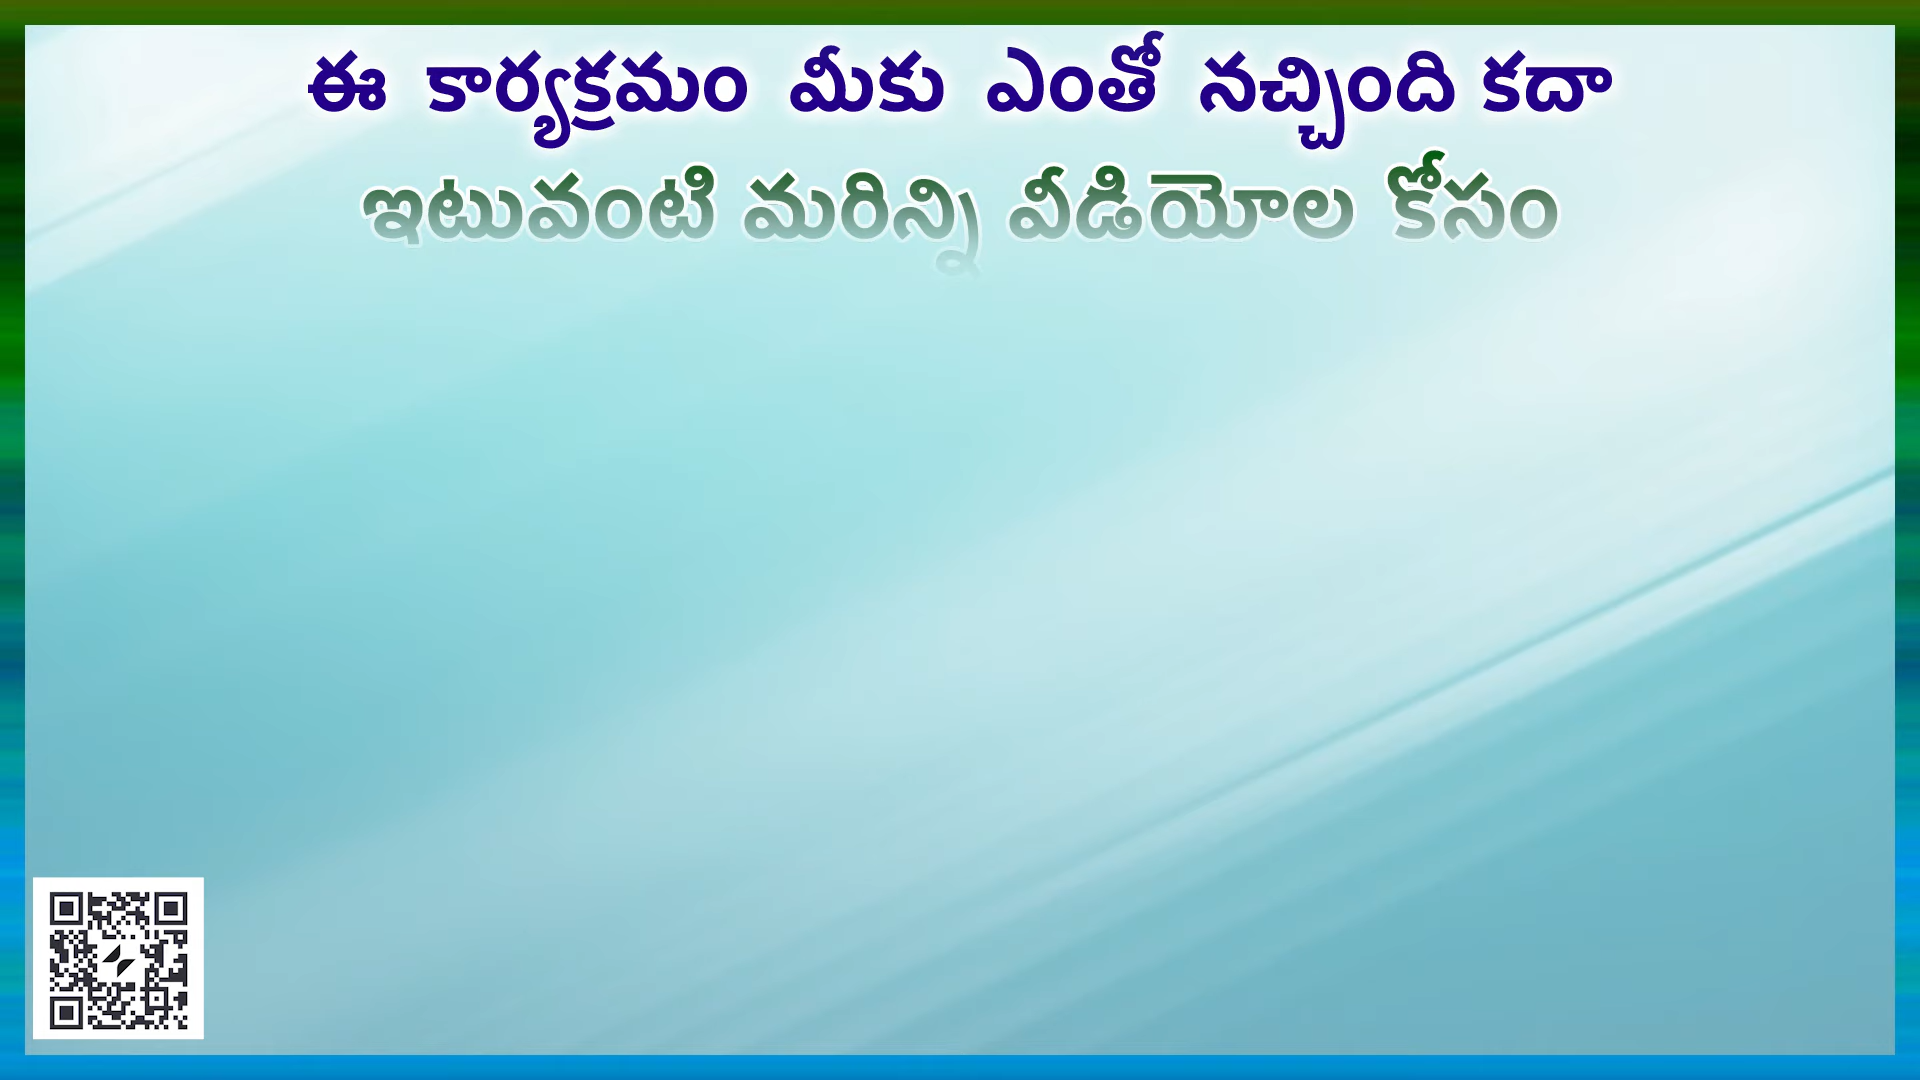 ఈ కార్యక్రమం మీకు ఎంతో నచ్చింది కదా
ఇటువంటి మరిన్ని వీడియోల కోసం